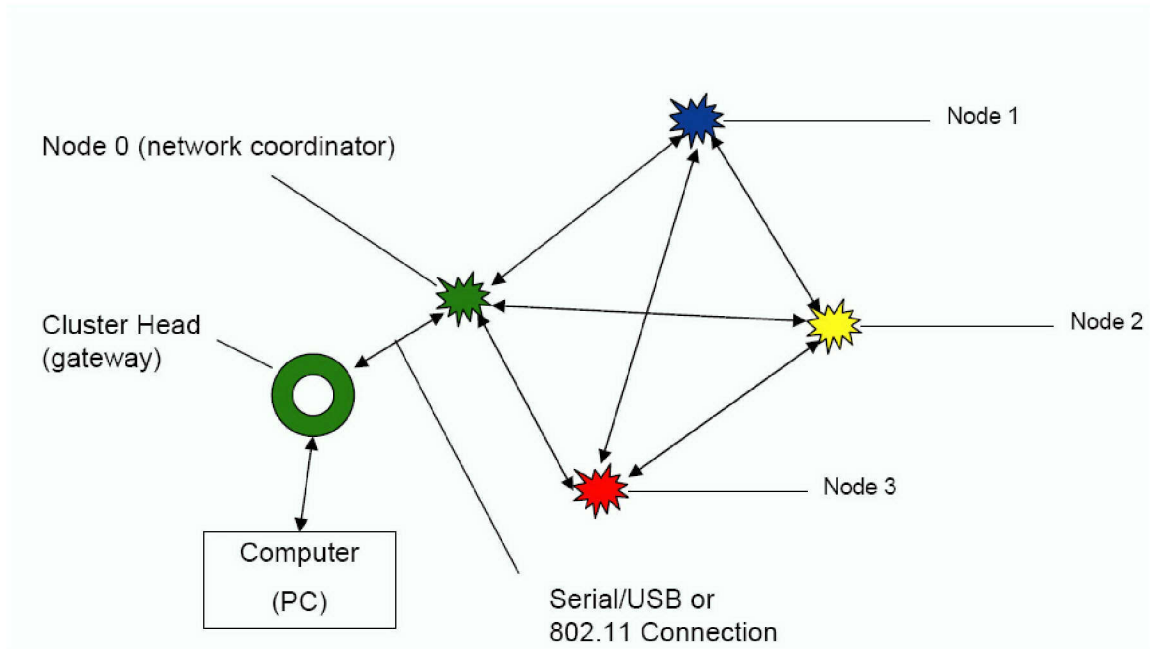 Node 1
Node 0 (network coordinator)
Cluster Head
(gateway)
Node 2
Node 3
Computer
(PC)
Serial/USB or
802.11 Connection